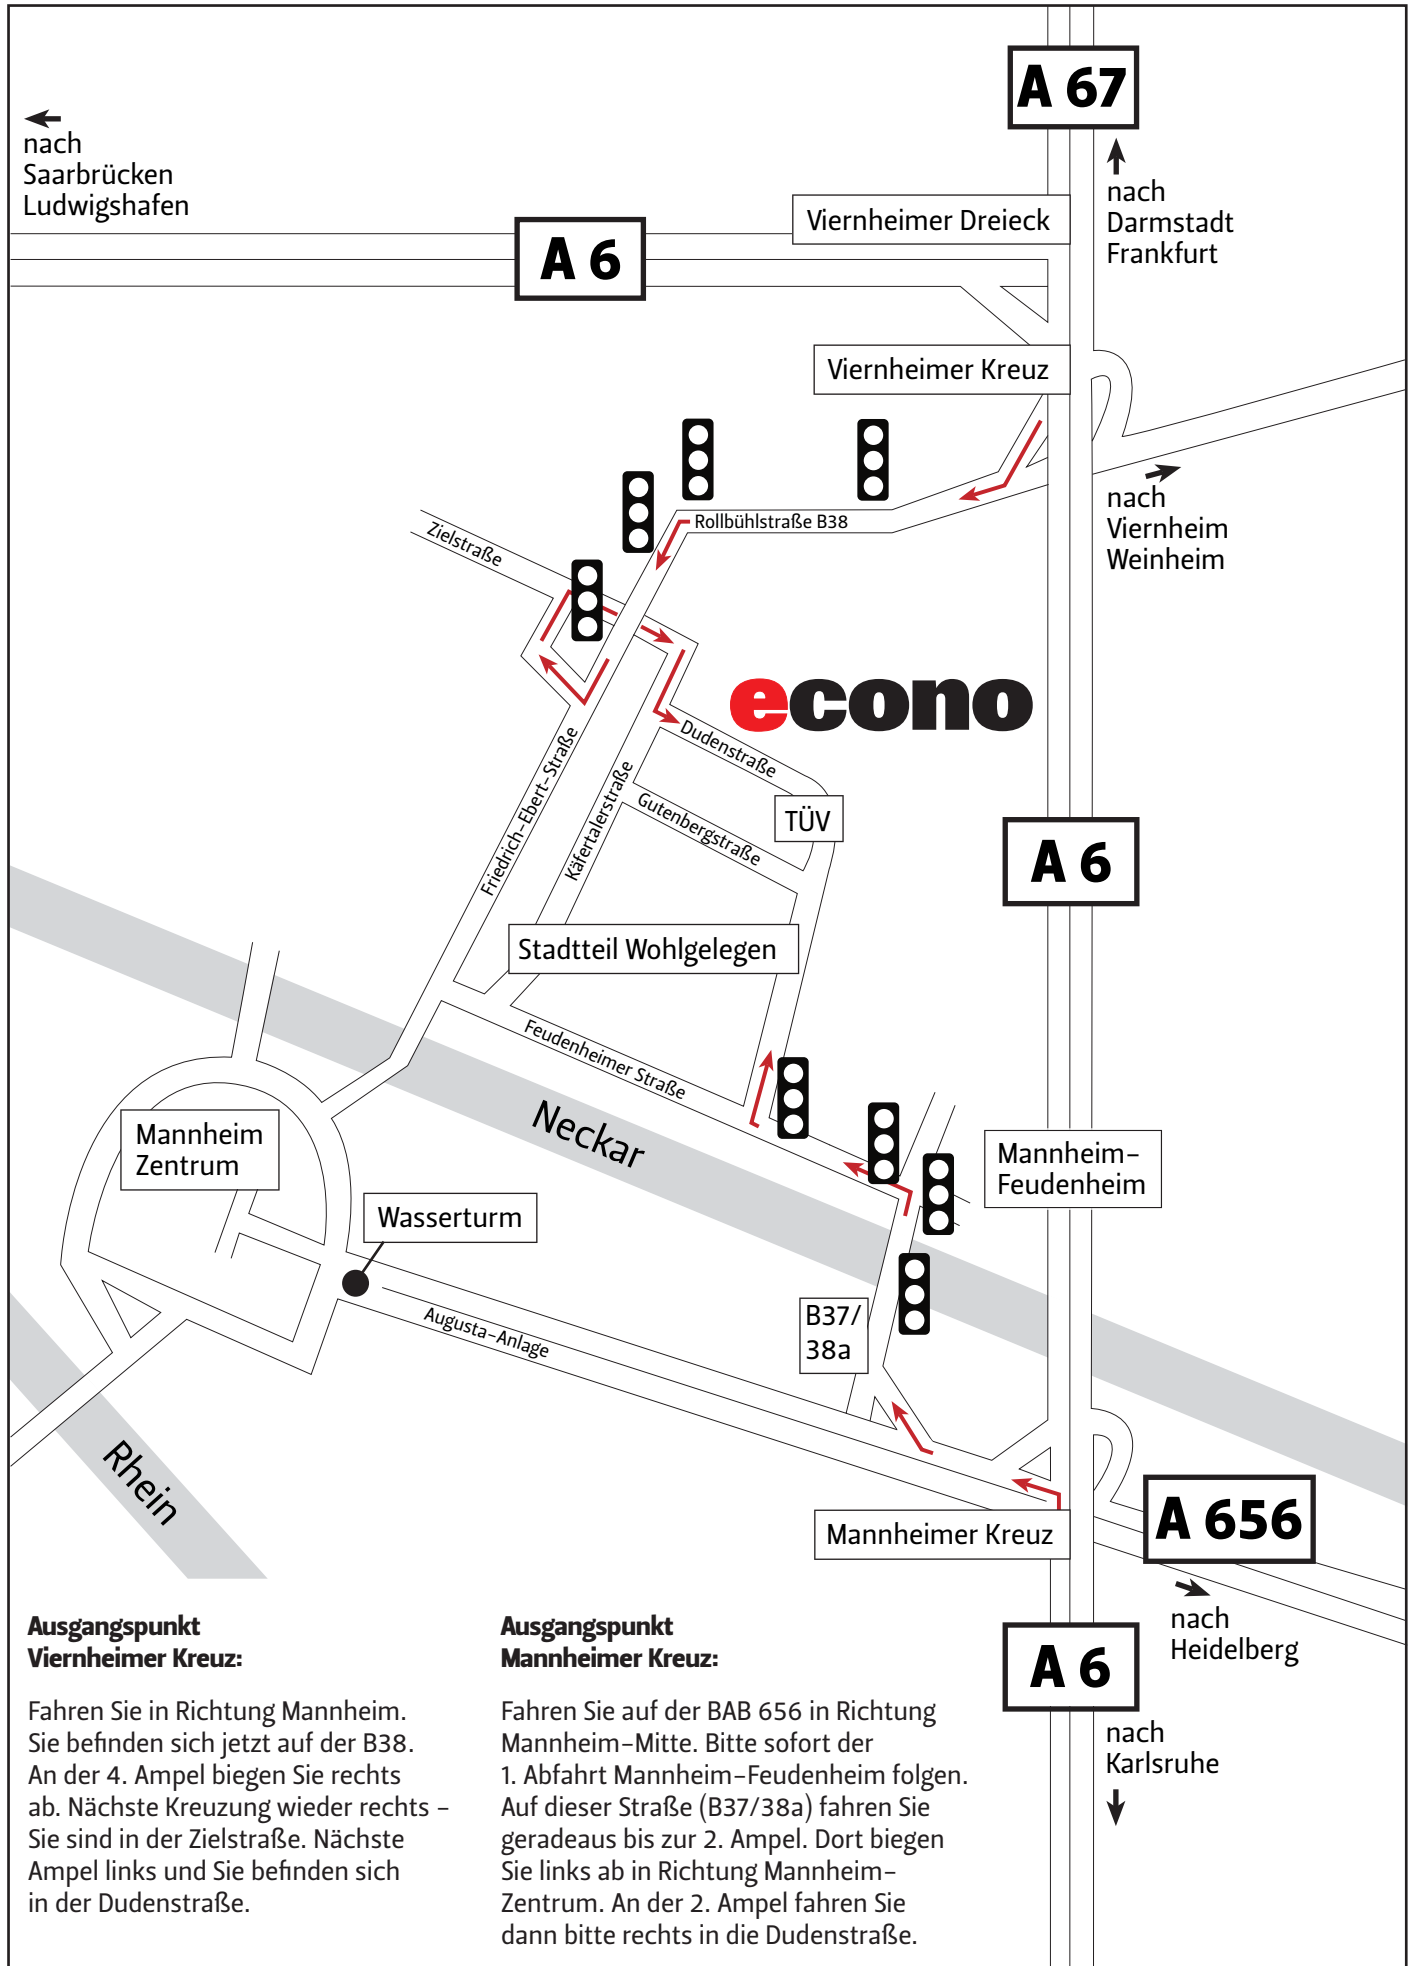 A 67
nach
Saarbrücken
Ludwigshafen
nach
Darmstadt
Frankfurt
Viernheimer Dreieck
A 6
Viernheimer Kreuz
nach
Viernheim
Weinheim
Rollbühlstraße B38
Zielstraße
econo
Dudenstraße
Friedrich-Ebert-Straße
Käfertalerstraße
Gutenbergstraße
TÜV
A 6
Stadtteil Wohlgelegen
Feudenheimer Straße
Neckar
Mannheim
Zentrum
Mannheim-
Feudenheim
Wasserturm
B37/
38a
Augusta-Anlage
Rhein
A 656
Mannheimer Kreuz
nach
Heidelberg
A 6
nach
Karlsruhe
Ausgangspunkt
Viernheimer Kreuz:
Fahren Sie in Richtung Mannheim.
Sie befinden sich jetzt auf der B38.
An der 4. Ampel biegen Sie rechts
ab. Nächste Kreuzung wieder rechts –
Sie sind in der Zielstraße. Nächste
Ampel links und Sie befinden sich
in der Dudenstraße.
Ausgangspunkt
Mannheimer Kreuz:
Fahren Sie auf der BAB 656 in Richtung
Mannheim-Mitte. Bitte sofort der
1. Abfahrt Mannheim-Feudenheim folgen.
Auf dieser Straße (B37/38a) fahren Sie
geradeaus bis zur 2. Ampel. Dort biegen
Sie links ab in Richtung Mannheim-
Zentrum. An der 2. Ampel fahren Sie
dann bitte rechts in die Dudenstraße.